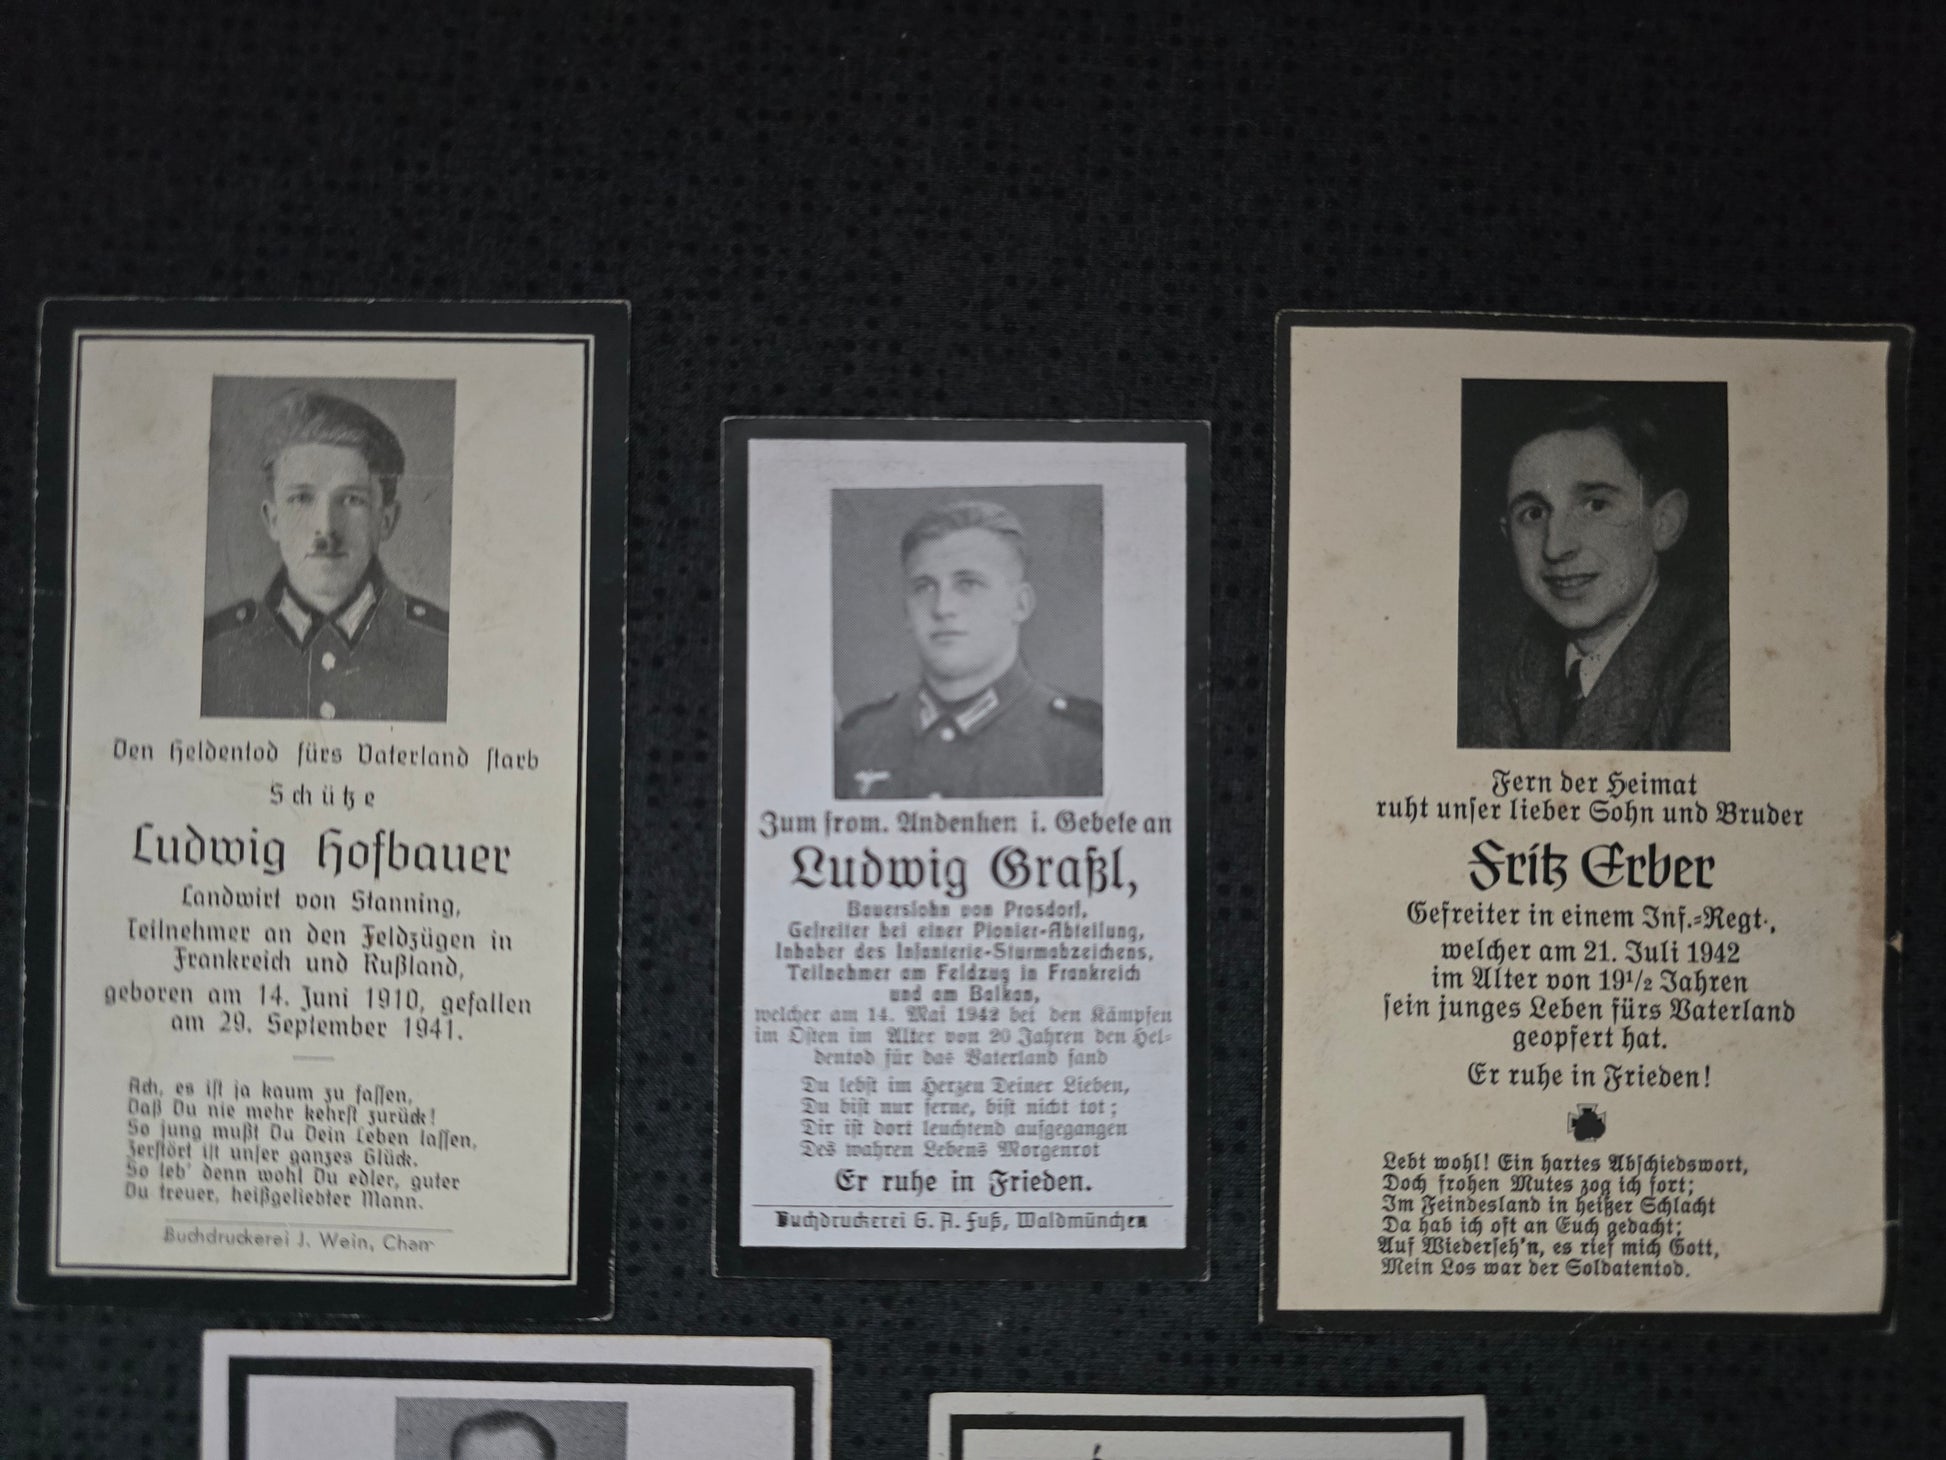 Den Heldentod fürs Vaterland starb
Schütze
Ludwig Hofbauer
Landwirt von Stanning,
Teilnehmer an den Feldzügen in
Frankreich und Rußland,
geboren am 14. Juni 1910, gefallen
am 29. September 1941.
Ach, es ist ja kaum zu fassen,
Daß Du nie mehr kehrst zurück!
So jung mußt Du Dein Leben lassen,
Zerstört ist unser ganzes Glück.
So leb' denn wohl Du edler, guter
Du treuer, heißgeliebter Mann.
Buchdruckerei J. Wein, Cham
Zum from. Andenken i. Gebete an
Ludwig Graßl,
Bauerssohn von Prosdorf,
Gefreiter bei einer Pionier-Abteilung,
Inhaber des Infanterie-Sturmabzeichens,
Teilnehmer am Feldzug in Frankreich
und am Balkan,
welcher am 14. Mai 1942 bei den Kämpfen
im Osten im Alter von 20 Jahren den Hel-
dentod für das Vaterland fand
Du lebst im Herzen Deiner Lieben,
Du bist nur ferne, bist nicht tot;
Dir ist dort leuchtend aufgegangen
Des wahren Lebens Morgenrot
Er ruhe in Frieden.
Buchdruckerei G. A. Fuß, Waldmünchen
Fern der Heimat
ruht unser lieber Sohn und Bruder
Fritz Erber
Gefreiter in einem Inf.-Regt.,
welcher am 21. Juli 1942
im Alter von 19½ Jahren
sein junges Leben fürs Vaterland
geopfert hat.
Er ruhe in Frieden!
Lebt wohl! Ein hartes Abschiedswort,
Doch frohen Mutes zog ich fort;
Im Feindesland in heißer Schlacht
Da hab ich oft an Euch gedacht;
Auf Wiederseh'n, es rief mich Gott,
Mein Los war der Soldatentod.